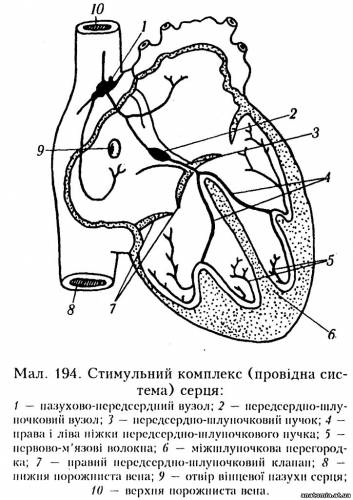 10
1
2
9
3
4
5
8
7
6
Мал. 194. Стимульний комплекс (провідна сис-
тема) серця:
1 — пазухово-передсердний вузол; 2 — передсердно-шлу-
ночковий вузол; 3 — передсердно-шлуночковий пучок; 4 —
права і ліва ніжки передсердно-шлуночкового пучка; 5 —
нервово-м'язові волокна; 6 — міжшлуночкова перегород-
ка; 7 — правий передсердно-шлуночковий клапан; 8 —
нижня порожниста вена; 9 — отвір вінцевої пазухи серця;
10 — верхня порожниста вена.